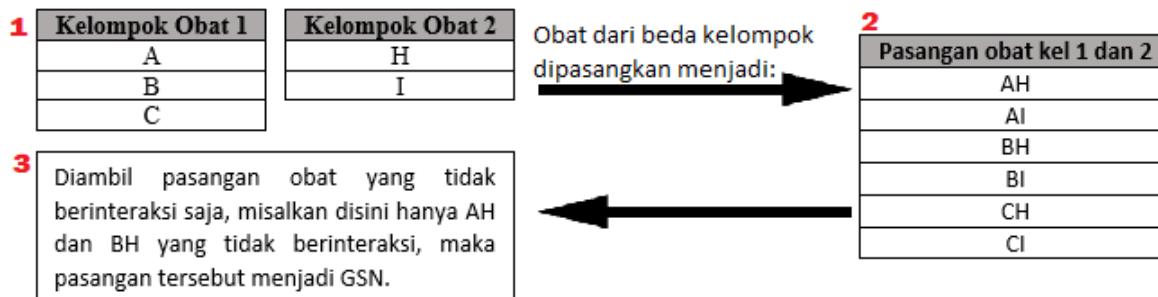 1
Kelompok Obat 1
A
B
C
Kelompok Obat 2
H
I
Obat dari beda kelompok
dipasangkan menjadi:
2
Pasangan obat kel 1 dan 2
AH
AI
BH
BI
CH
CI
3
Diambil pasangan obat yang tidak
berinteraksi saja, misalkan disini hanya AH
dan BH yang tidak berinteraksi, maka
pasangan tersebut menjadi GSN.